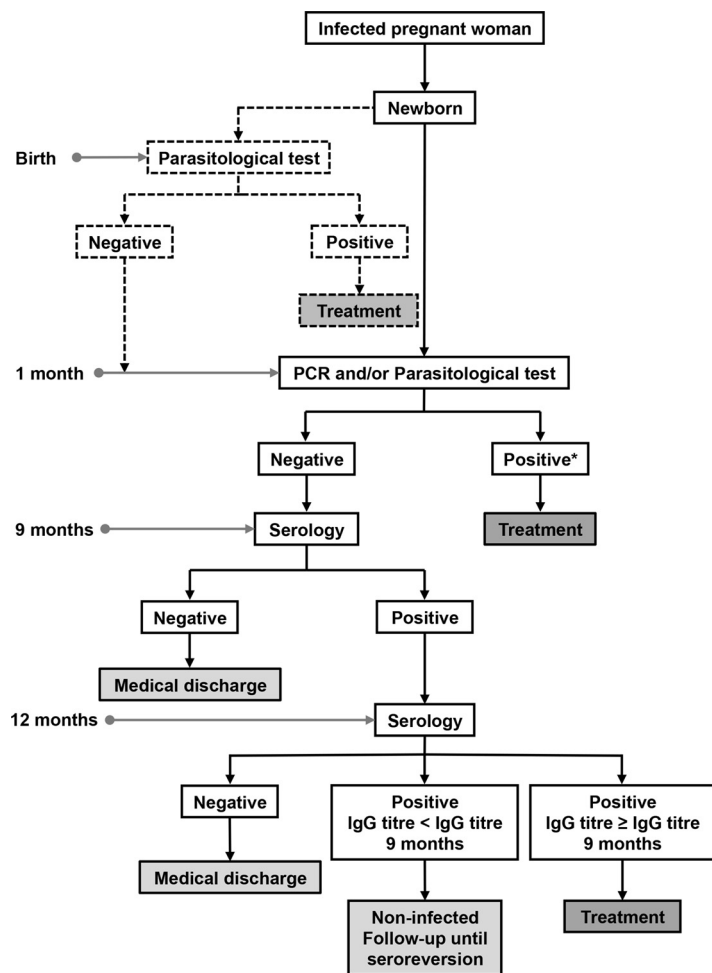 Infected pregnant woman
Newborn
Birth
Parasitological test
Negative
Positive
Treatment
1 month
PCR and/or Parasitological test
Negative
Positive*
9 months
Serology
Treatment
Negative
Positive
Medical discharge
12 months
Serology
Negative
Positive
IgG titre < IgG titre
9 months
Positive
IgG titre ≥ IgG titre
9 months
Medical discharge
Non-infected
Follow-up until
seroreversion
Treatment